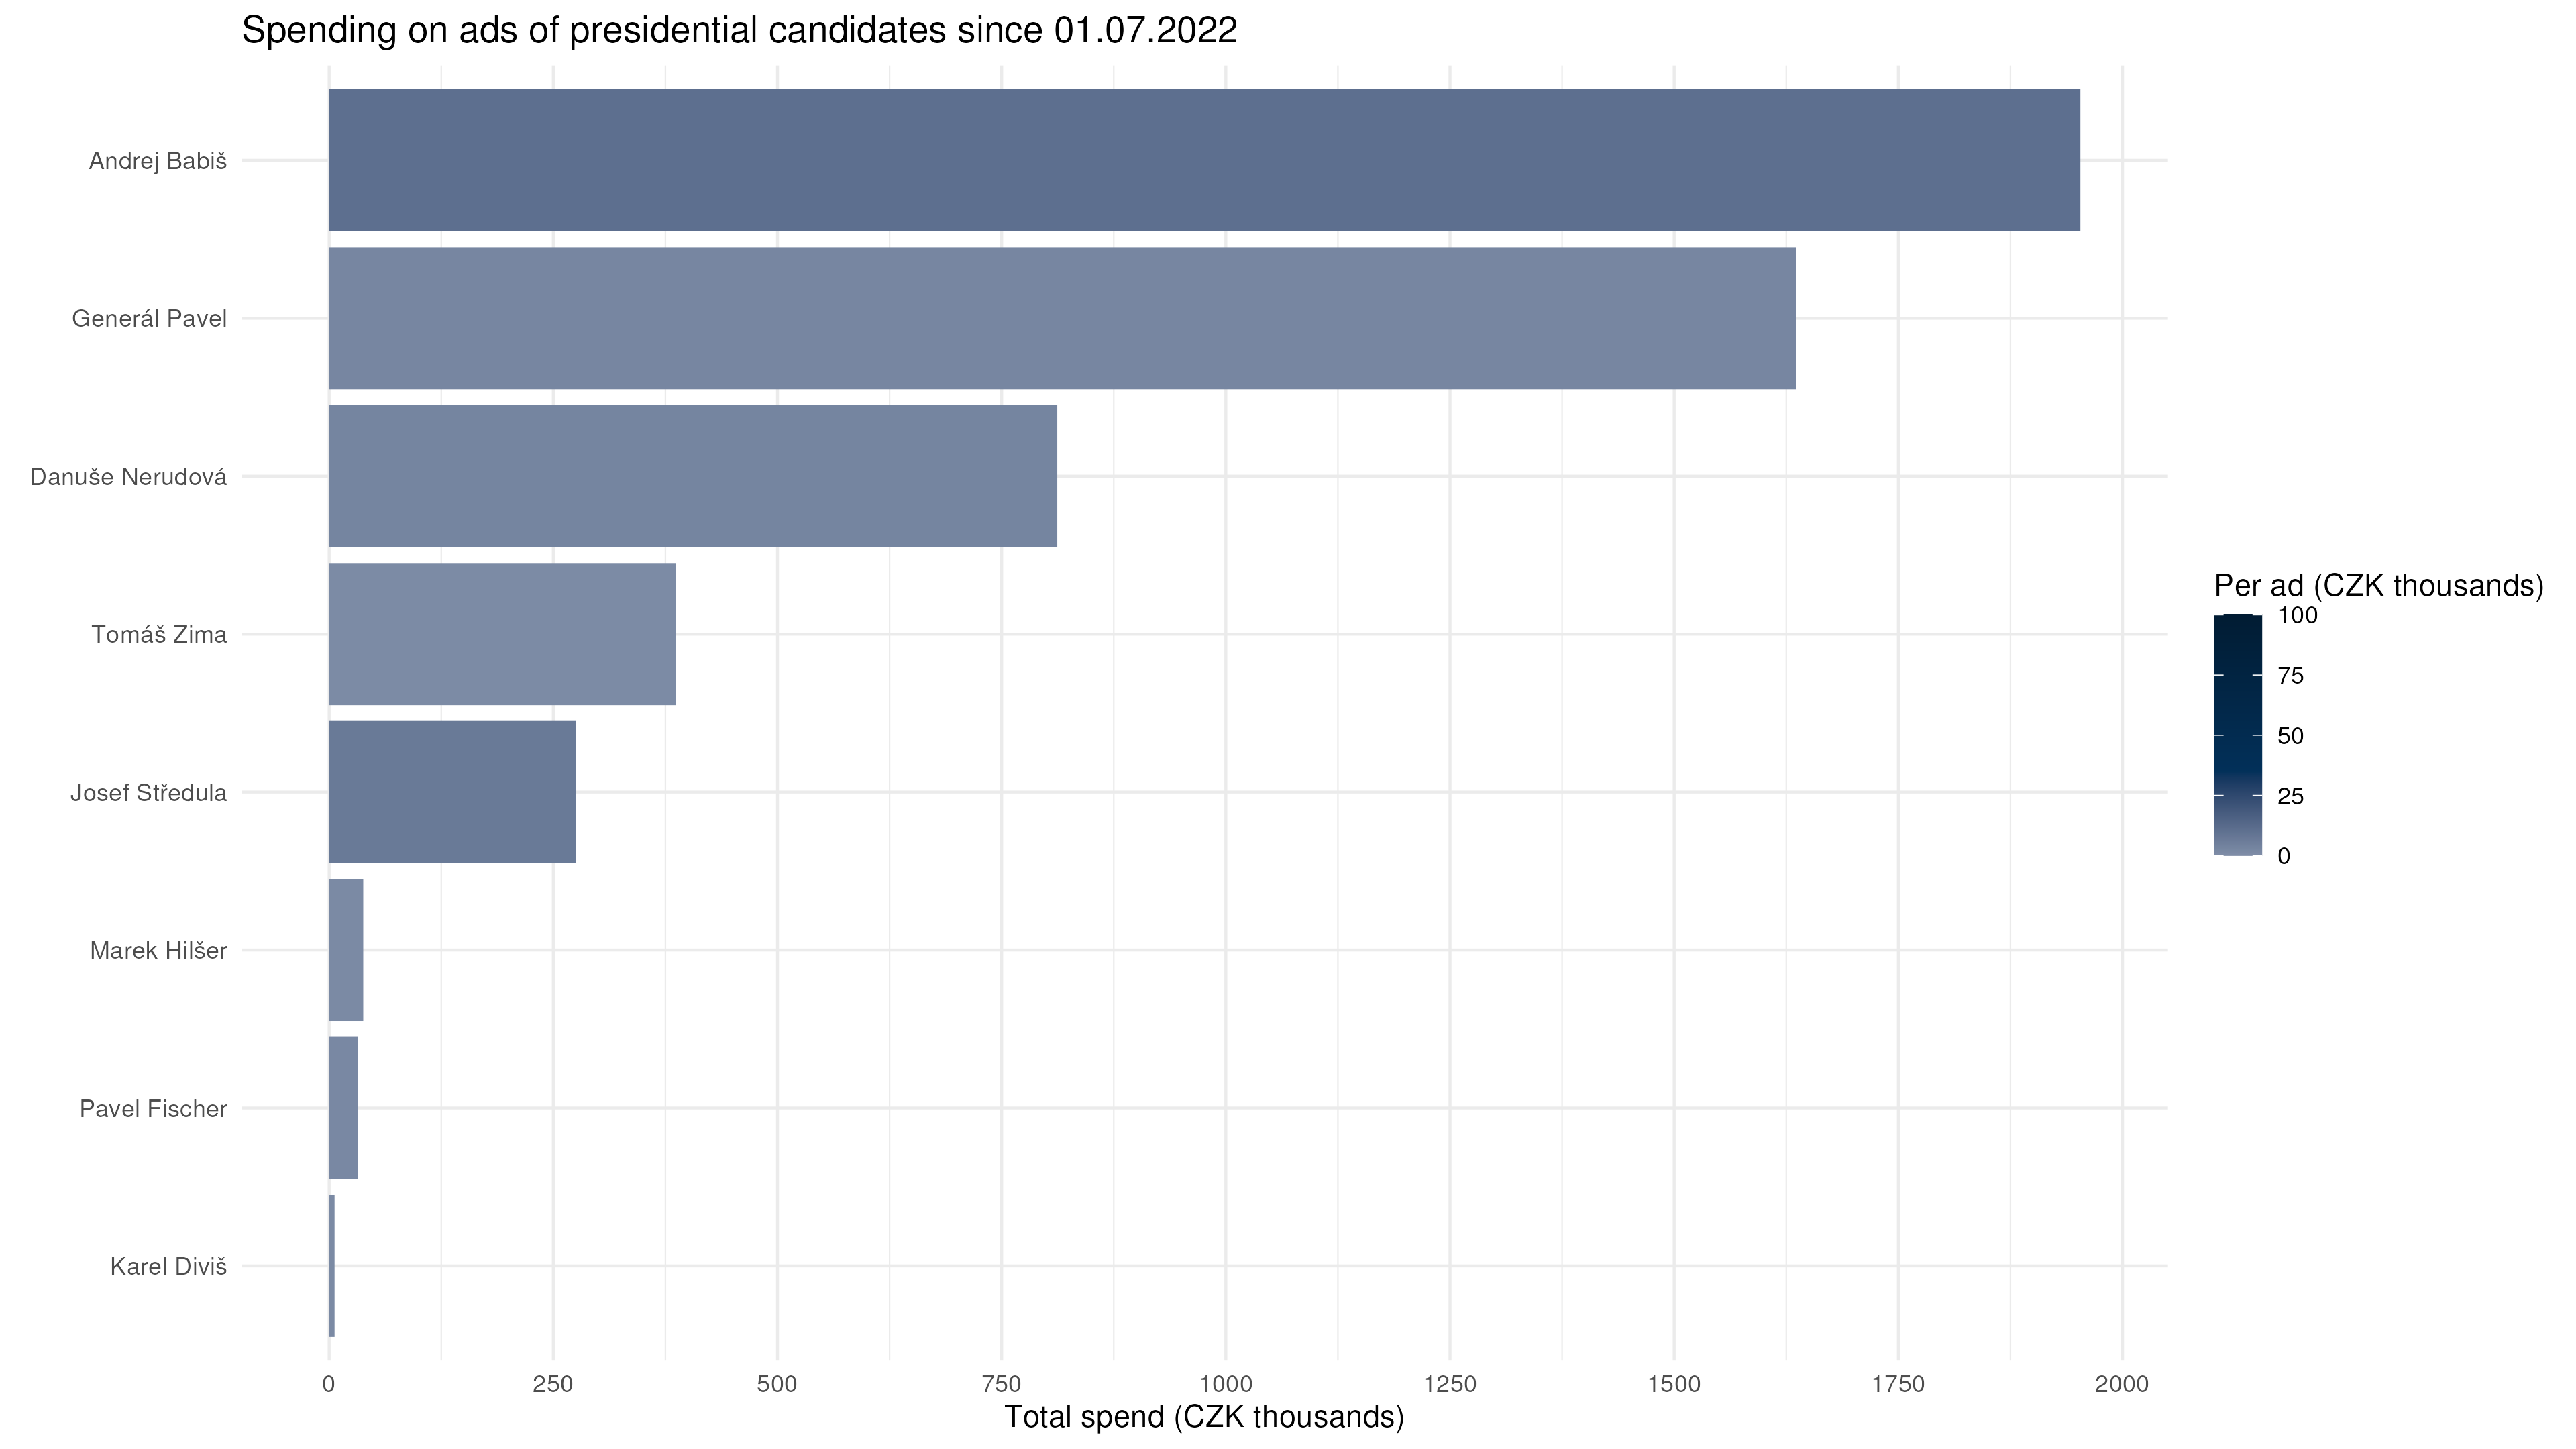 Spending on ads of presidential candidates since 01.07.2022
Andrej Babiš
Generál Pavel
Danuše Nerudová
Tomáš Zima
Josef Středula
Marek Hilšer
Pavel Fischer
Karel Diviš
0 250 500 750 1000 1250 1500 1750 2000
Total spend (CZK thousands)
Per ad (CZK thousands)
100
75
50
25
0